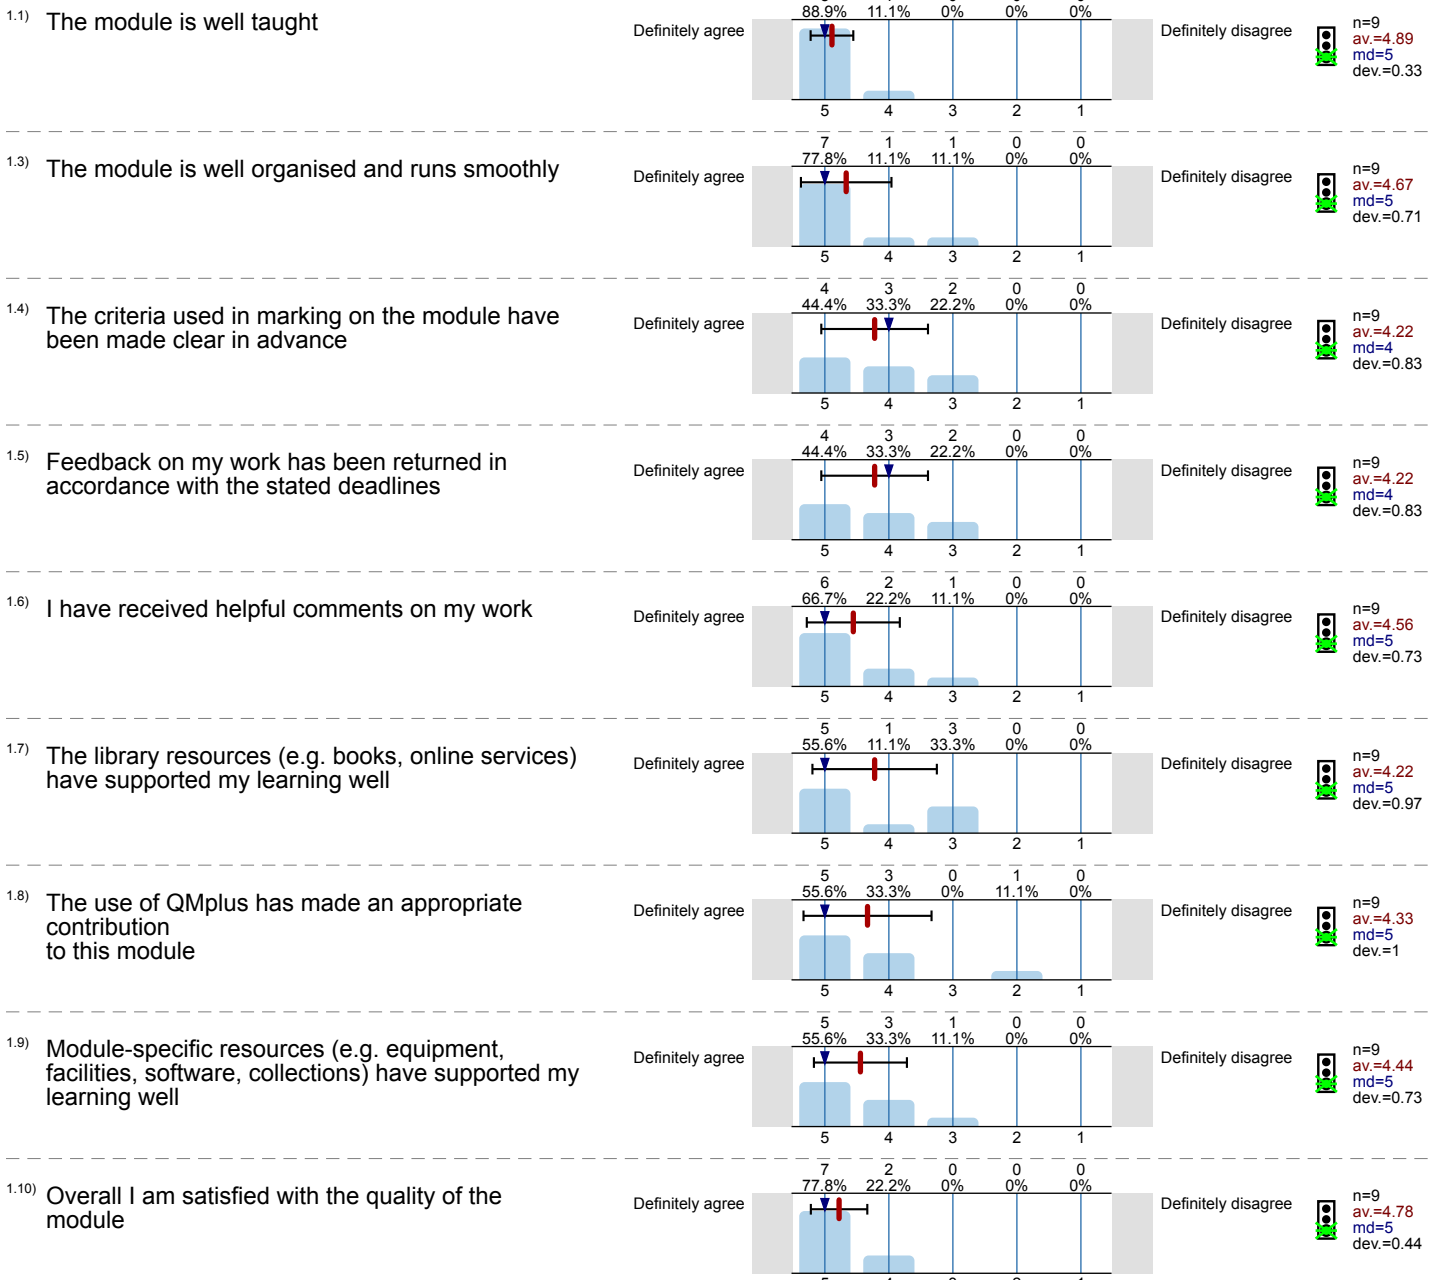 1.1) The module is well taught
Definitely agree
88.9% 11.1% 0% 0% 0%
5 4 3 2 1
Definitely disagree
n=9
av.=4.89
md=5
dev.=0.33
1.3) The module is well organised and runs smoothly
Definitely agree
7 1 1 0 0
77.8% 11.1% 11.1% 0% 0%
5 4 3 2 1
Definitely disagree
n=9
av.=4.67
md=5
dev.=0.71
1.4) The criteria used in marking on the module have
been made clear in advance
Definitely agree
4 3 2 0 0
44.4% 33.3% 22.2% 0% 0%
5 4 3 2 1
Definitely disagree
n=9
av.=4.22
md=4
dev.=0.83
1.5) Feedback on my work has been returned in
accordance with the stated deadlines
Definitely agree
4 3 2 0 0
44.4% 33.3% 22.2% 0% 0%
5 4 3 2 1
Definitely disagree
n=9
av.=4.22
md=4
dev.=0.83
1.6) I have received helpful comments on my work
Definitely agree
6 2 1 0 0
66.7% 22.2% 11.1% 0% 0%
5 4 3 2 1
Definitely disagree
n=9
av.=4.56
md=5
dev.=0.73
1.7) The library resources (e.g. books, online services)
have supported my learning well
Definitely agree
5 1 3 0 0
55.6% 11.1% 33.3% 0% 0%
5 4 3 2 1
Definitely disagree
n=9
av.=4.22
md=5
dev.=0.97
1.8) The use of QMplus has made an appropriate
contribution
to this module
Definitely agree
5 3 0 1 0
55.6% 33.3% 0% 11.1% 0%
5 4 3 2 1
Definitely disagree
n=9
av.=4.33
md=5
dev.=1
1.9) Module-specific resources (e.g. equipment,
facilities, software, collections) have supported my
learning well
Definitely agree
5 3 1 0 0
55.6% 33.3% 11.1% 0% 0%
5 4 3 2 1
Definitely disagree
n=9
av.=4.44
md=5
dev.=0.73
1.10) Overall I am satisfied with the quality of the
module
Definitely agree
7 2 0 0 0
77.8% 22.2% 0% 0% 0%
Definitely disagree
n=9
av.=4.78
md=5
dev.=0.44